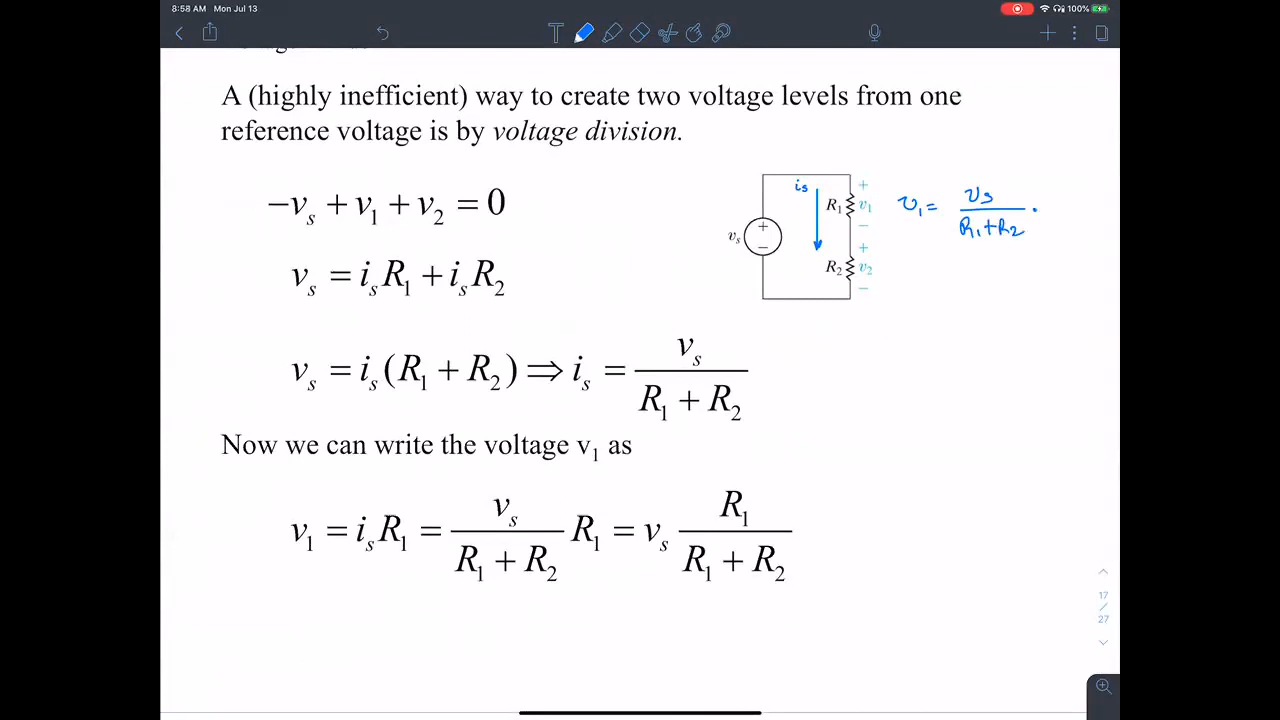 8:58 AM Mon Jul 13
100%
A (highly inefficient) way to create two voltage levels from one
reference voltage is by voltage division.
−v_s + v_1 + v_2 = 0
v_s = i_s R_1 + i_s R_2
v_s = i_s (R_1 + R_2) ⇒ i_s = v_s / (R_1 + R_2)
i_s
R_1 + v_1 −
v_s + −
R_2 + v_2 −
v_1 = v_s / (R_1 + R_2) ·
Now we can write the voltage v_1 as
v_1 = i_s R_1 = v_s / (R_1 + R_2) R_1 = v_s R_1 / (R_1 + R_2)
17
/
27